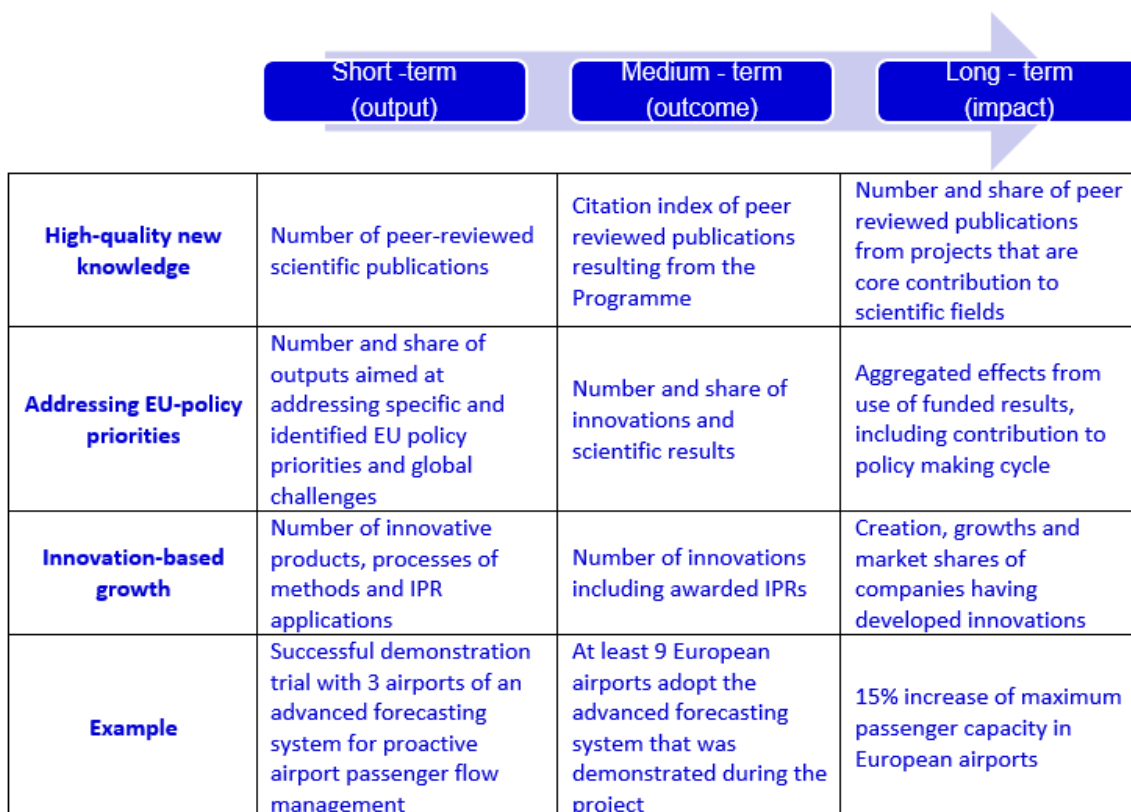 Short -term
(output)
Medium - term
(outcome)
Long - term
(impact)
High-quality new
knowledge
Number of peer-reviewed
scientific publications
Citation index of peer
reviewed publications
resulting from the
Programme
Number and share of peer
reviewed publications
from projects that are
core contribution to
scientific fields
Addressing EU-policy
priorities
Number and share of
outputs aimed at
addressing specific and
identified EU policy
priorities and global
challenges
Number and share of
innovations and
scientific results
Aggregated effects from
use of funded results,
including contribution to
policy making cycle
Innovation-based
growth
Number of innovative
products, processes of
methods and IPR
applications
Number of innovations
including awarded IPRs
Creation, growths and
market shares of
companies having
developed innovations
Example
Successful demonstration
trial with 3 airports of an
advanced forecasting
system for proactive
airport passenger flow
management
At least 9 European
airports adopt the
advanced forecasting
system that was
demonstrated during the
project
15% increase of maximum
passenger capacity in
European airports